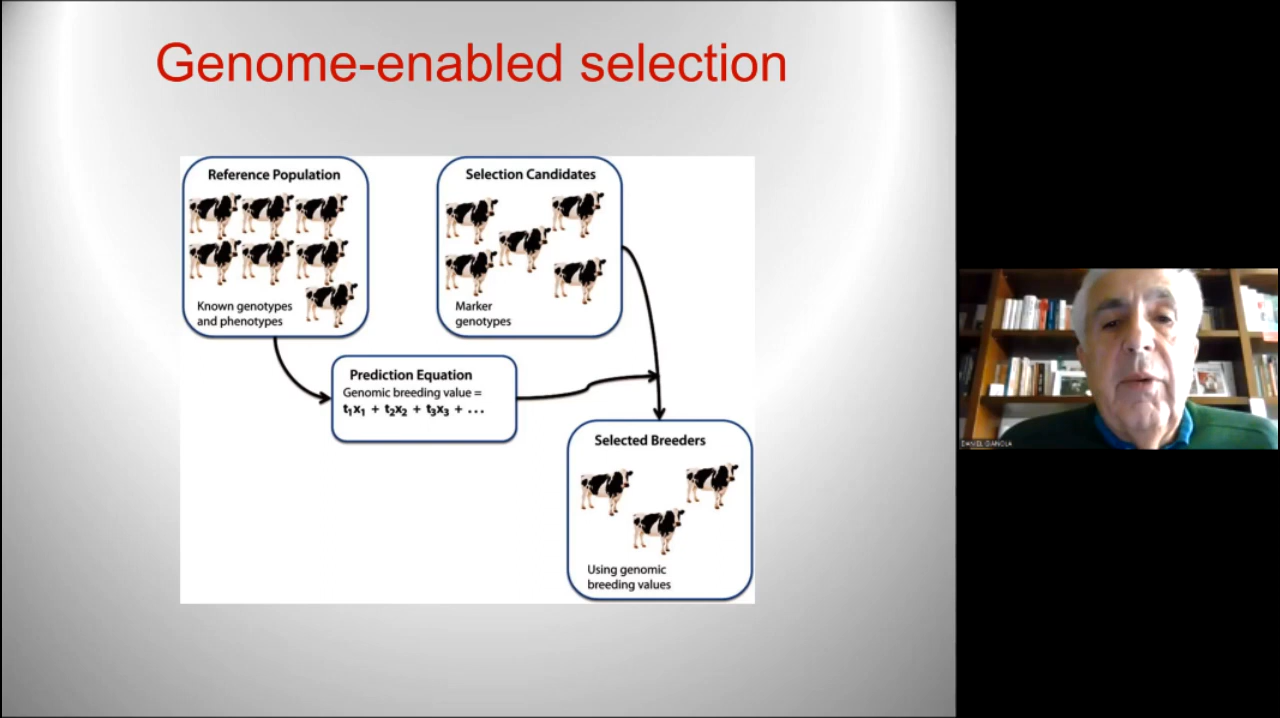 Genome-enabled selection
Reference Population
Known genotypes
and phenotypes
Selection Candidates
Marker
genotypes
Prediction Equation
Genomic breeding value =
t₁x₁ + t₂x₂ + t₃x₃ + ...
Selected Breeders
Using genomic
breeding values
DANIEL GIANOLA